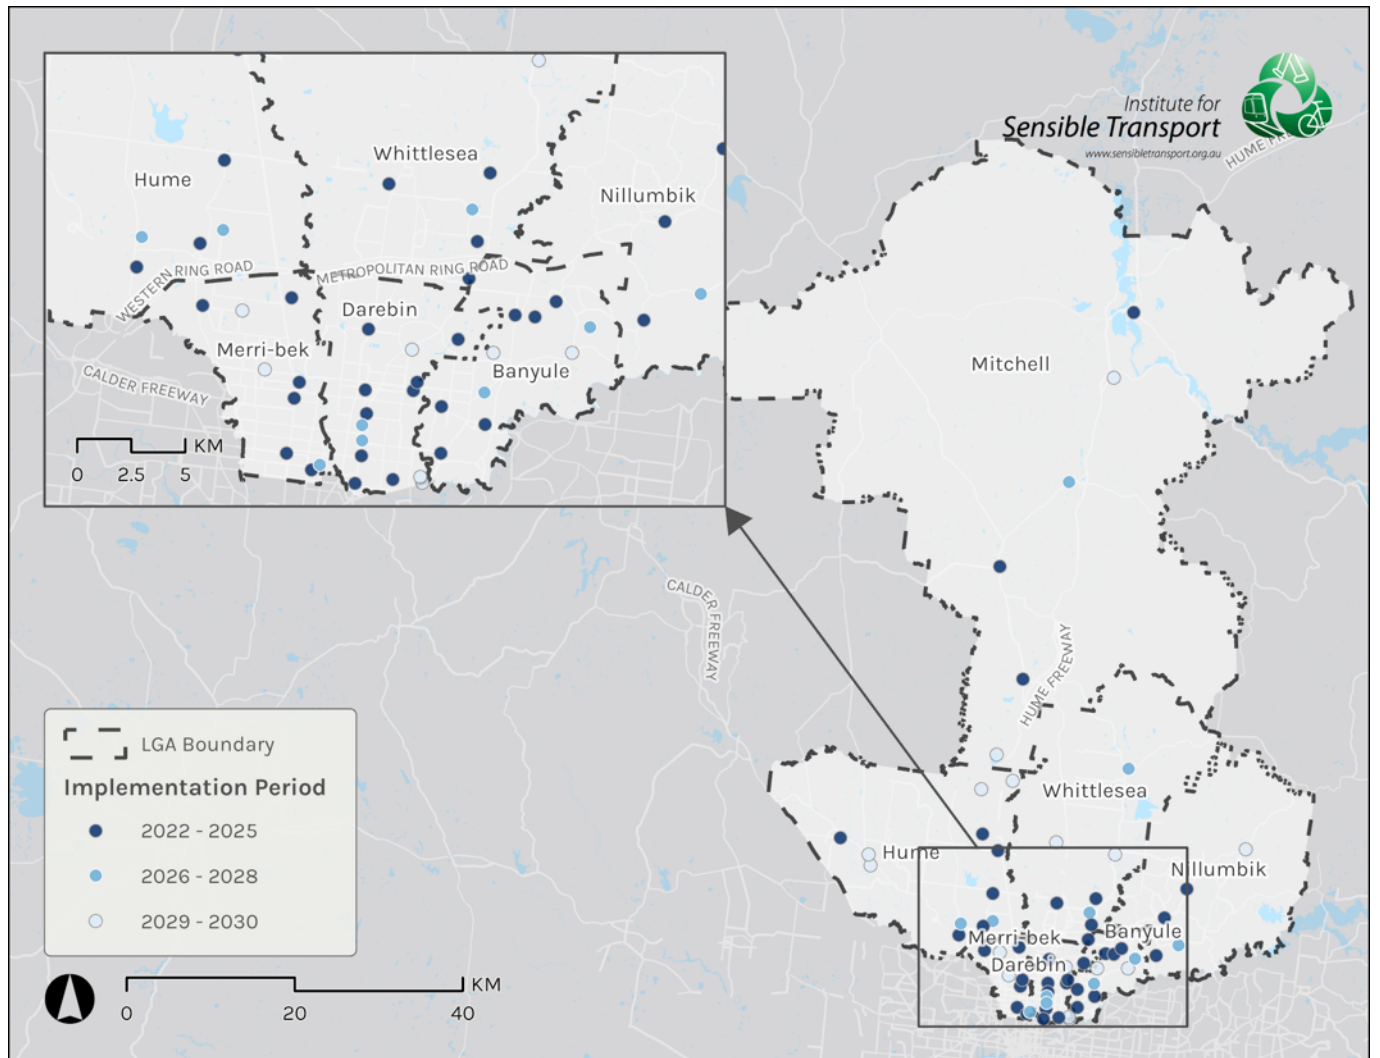 Institute for
Sensible Transport
www.sensibletransport.org.au
HUME FRE
Whittlesea
Hume
Nillumbik
WESTERN RING ROAD
METROPOLITAN RING ROAD
Darebin
Merri-bek
Banyule
CALDER FREEWAY
KM
0 2.5 5
Mitchell
CALDER FREEWAY
HUME FREEWAY
Whittlesea
Hume
Nillumbik
Merri-bek
Banyule
Darebin
LGA Boundary
Implementation Period
2022 - 2025
2026 - 2028
2029 - 2030
KM
0 20 40